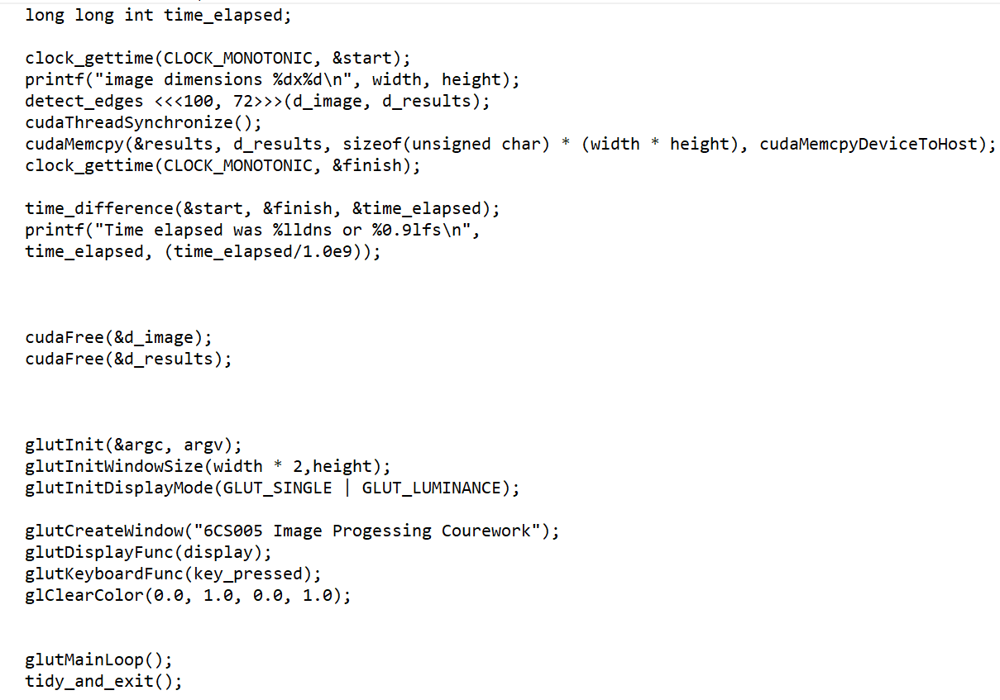 long long int time_elapsed;
clock_gettime(CLOCK_MONOTONIC, &start);
printf("image dimensions %dx%d\n", width, height);
detect_edges <<<100, 72>>>(d_image, d_results);
cudaThreadSynchronize();
cudaMemcpy(&results, d_results, sizeof(unsigned char) * (width * height), cudaMemcpyDeviceToHost);
clock_gettime(CLOCK_MONOTONIC, &finish);
time_difference(&start, &finish, &time_elapsed);
printf("Time elapsed was %lldns or %0.9lfs\n",
time_elapsed, (time_elapsed/1.0e9));
cudaFree(&d_image);
cudaFree(&d_results);
glutInit(&argc, argv);
glutInitWindowSize(width * 2,height);
glutInitDisplayMode(GLUT_SINGLE | GLUT_LUMINANCE);
glutCreateWindow("6CS005 Image Progessing Courework");
glutDisplayFunc(display);
glutKeyboardFunc(key_pressed);
glClearColor(0.0, 1.0, 0.0, 1.0);
glutMainLoop();
tidy_and_exit();